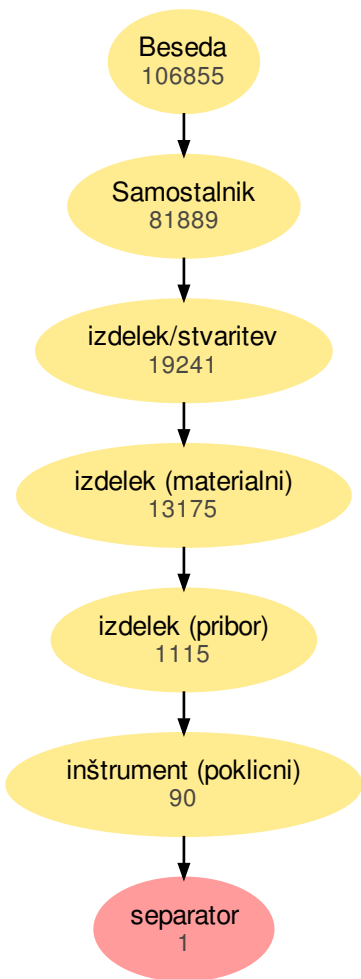 Beseda
106855
Samostalnik
81889
izdelek/stvaritev
19241
izdelek (materialni)
13175
izdelek (pribor)
1115
inštrument (poklicni)
90
separator
1